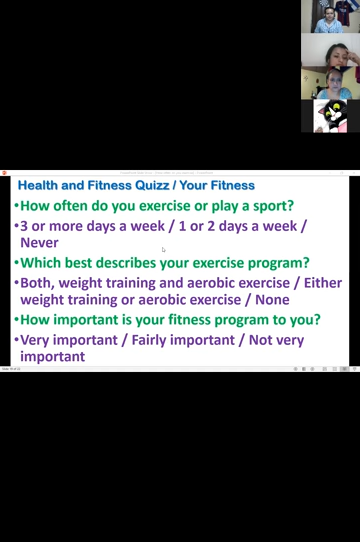 Health and Fitness Quizz / Your Fitness
•How often do you exercise or play a sport?
•3 or more days a week / 1 or 2 days a week /
Never
•Which best describes your exercise program?
•Both, weight training and aerobic exercise / Either
weight training or aerobic exercise / None
•How important is your fitness program to you?
•Very important / Fairly important / Not very
important